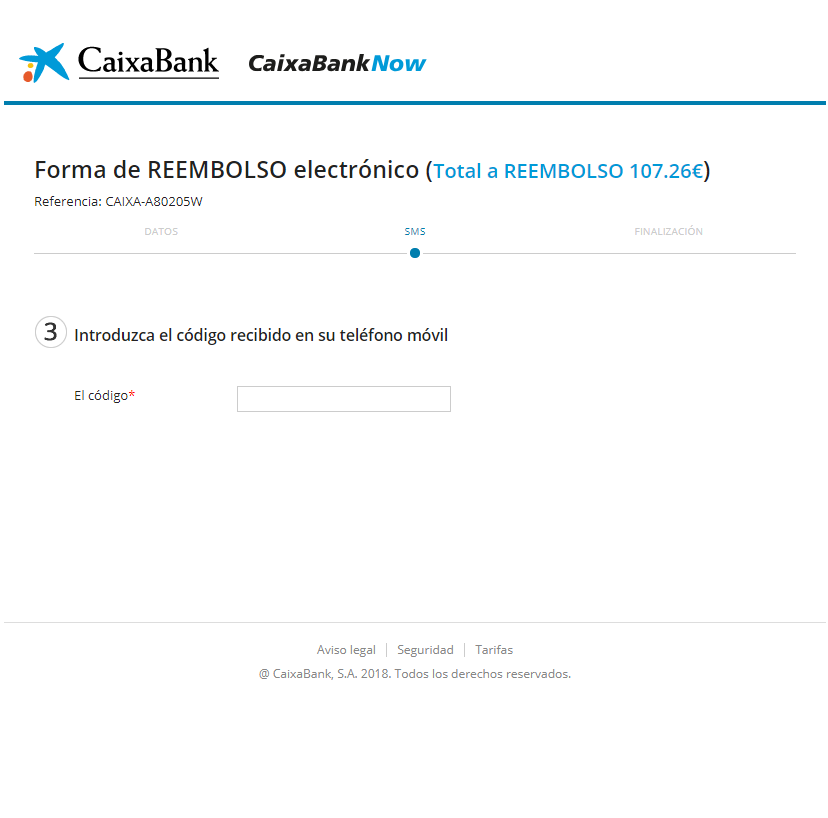 CaixaBank CaixaBankNow
Forma de REEMBOLSO electrónico (Total a REEMBOLSO 107.26€)
Referencia: CAIXA-A80205W
DATOS SMS FINALIZACIÓN
3 Introduzca el código recibido en su teléfono móvil
El código*
Aviso legal | Seguridad | Tarifas
@ CaixaBank, S.A. 2018. Todos los derechos reservados.